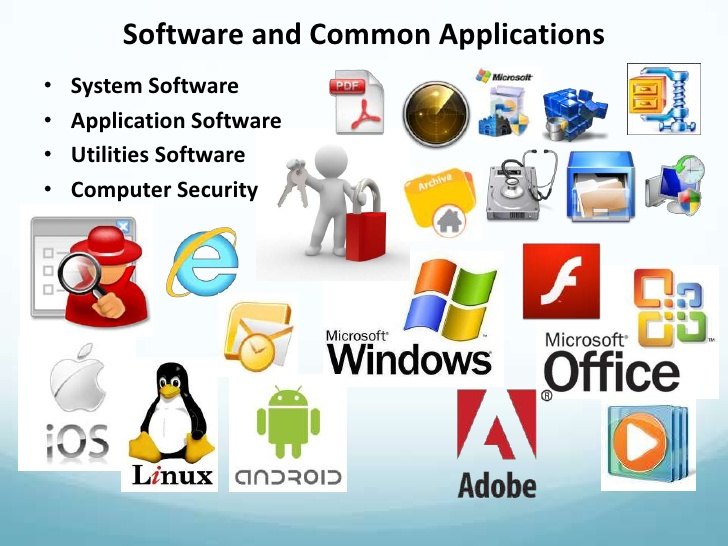 Software and Common Applications
• System Software
• Application Software
• Utilities Software
• Computer Security
PDF
Microsoft
Archive
Microsoft®
Windows
Microsoft®
Office
®
iOS
Linux
ANDROID
Adobe